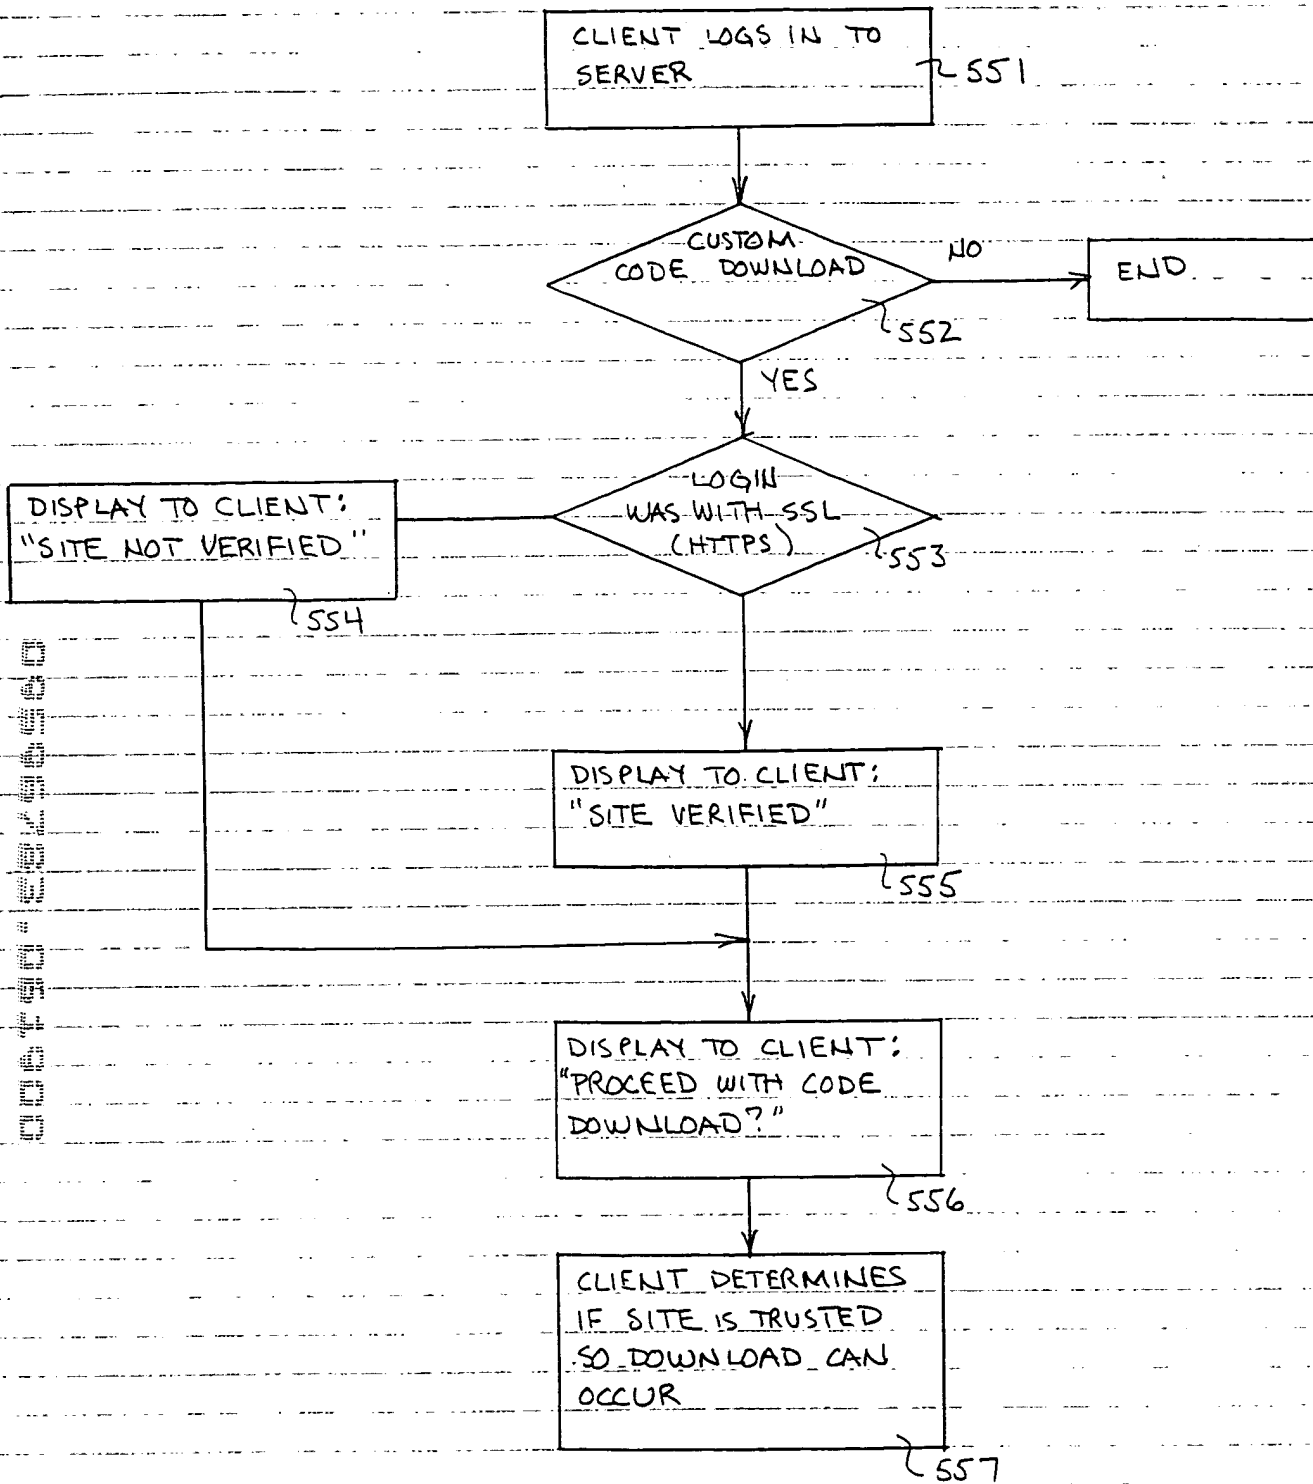 CLIENT LOGS IN TO
SERVER
551
CUSTOM
CODE DOWNLOAD
NO
END
552
YES
LOGIN
WAS WITH SSL
(HTTPS)
553
DISPLAY TO CLIENT:
"SITE NOT VERIFIED"
554
DISPLAY TO CLIENT:
"SITE VERIFIED"
555
DISPLAY TO CLIENT:
"PROCEED WITH CODE
DOWNLOAD?"
556
CLIENT DETERMINES
IF SITE IS TRUSTED
SO DOWNLOAD CAN
OCCUR
557